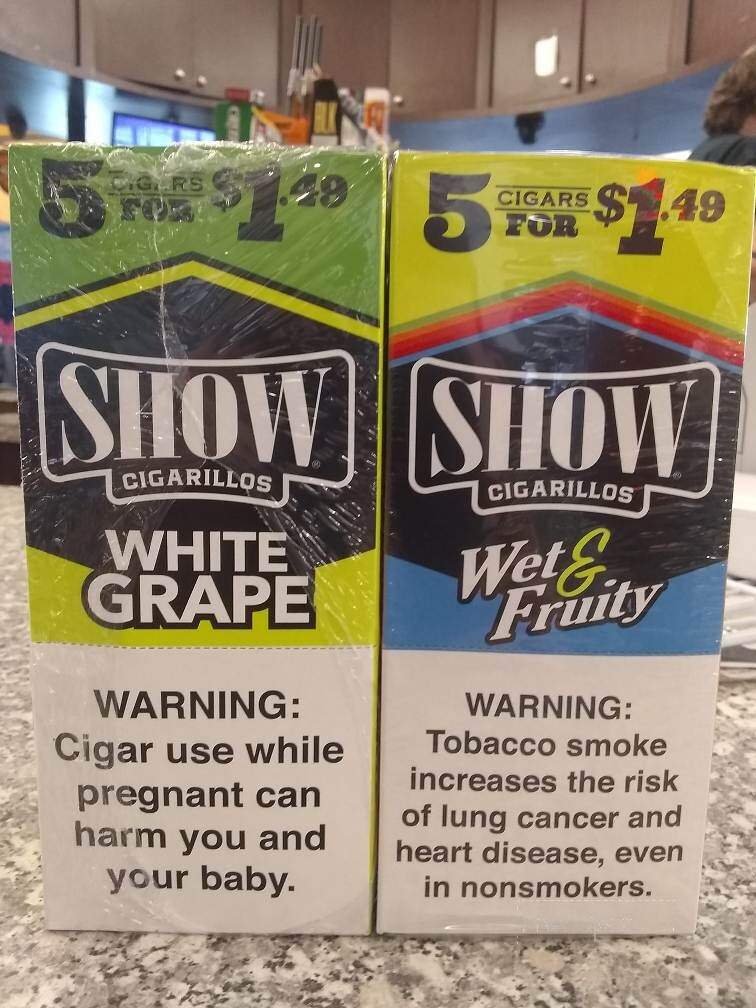 5 CIGARS FOR $1.49
SHOW
CIGARILLOS
WHITE
GRAPE
WARNING:
Cigar use while
pregnant can
harm you and
your baby.
5 CIGARS FOR $1.49
SHOW
CIGARILLOS
Wet &
Fruity
WARNING:
Tobacco smoke
increases the risk
of lung cancer and
heart disease, even
in nonsmokers.